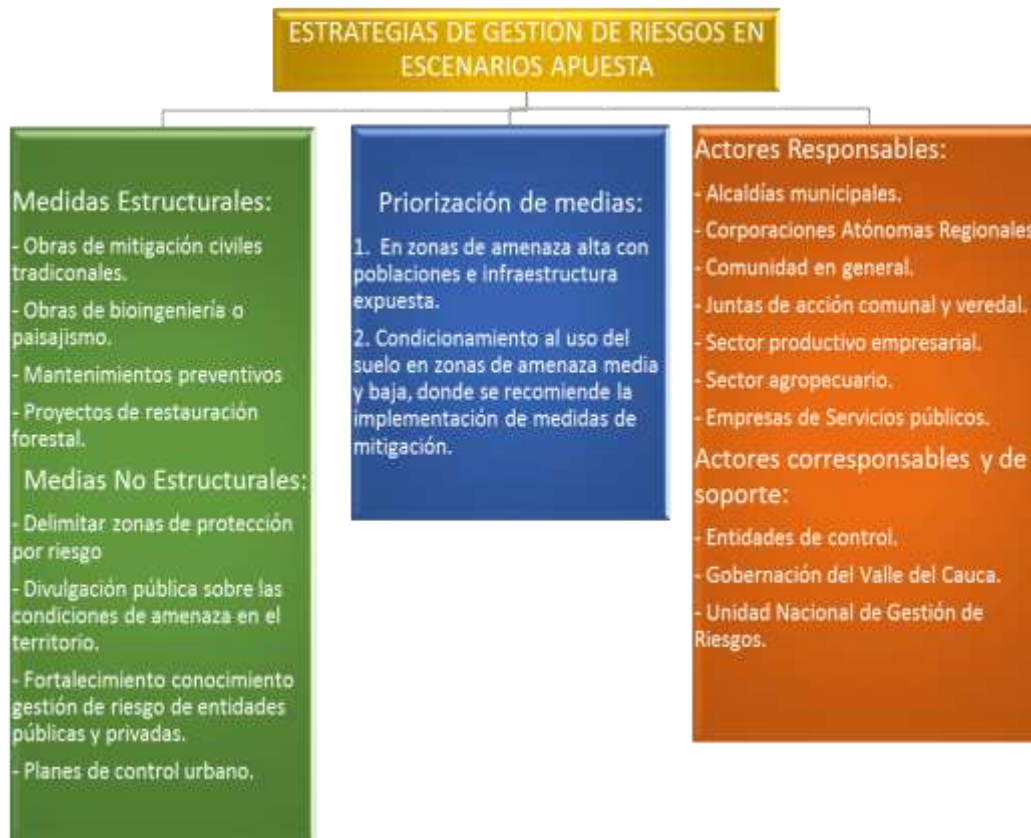 ESTRATEGIAS DE GESTIÓN DE RIESGOS EN
ESCENARIOS APUESTA
Medidas Estructurales:
- Obras de mitigación civiles
tradiconales.
- Obras de bioingeniería o
paisajismo.
- Mantenimientos preventivos
- Proyectos de restauración
forestal.
Medias No Estructurales:
- Delimitar zonas de protección
por riesgo
- Divulgación pública sobre las
condiciones de amenaza en el
territorio.
- Fortalecimiento conocimiento
gestión de riesgo de entidades
públicas y privadas.
- Planes de control urbano.
Priorización de medias:
1. En zonas de amenaza alta con
poblaciones e infraestructura
expuesta.
2. Condicionamiento al uso del
suelo en zonas de amenaza media
y baja, donde se recomiende la
implementación de medidas de
mitigación.
Actores Responsables:
- Alcaldías municipales.
- Corporaciones Atónomas Regionales
- Comunidad en general.
- Juntas de acción comunal y veredal.
- Sector productivo empresarial.
- Sector agropecuario.
- Empresas de Servicios públicos.
Actores corresponsables y de
soporte:
- Entidades de control.
- Gobernación del Valle del Cauca.
- Unidad Nacional de Gestión de
Riesgos.